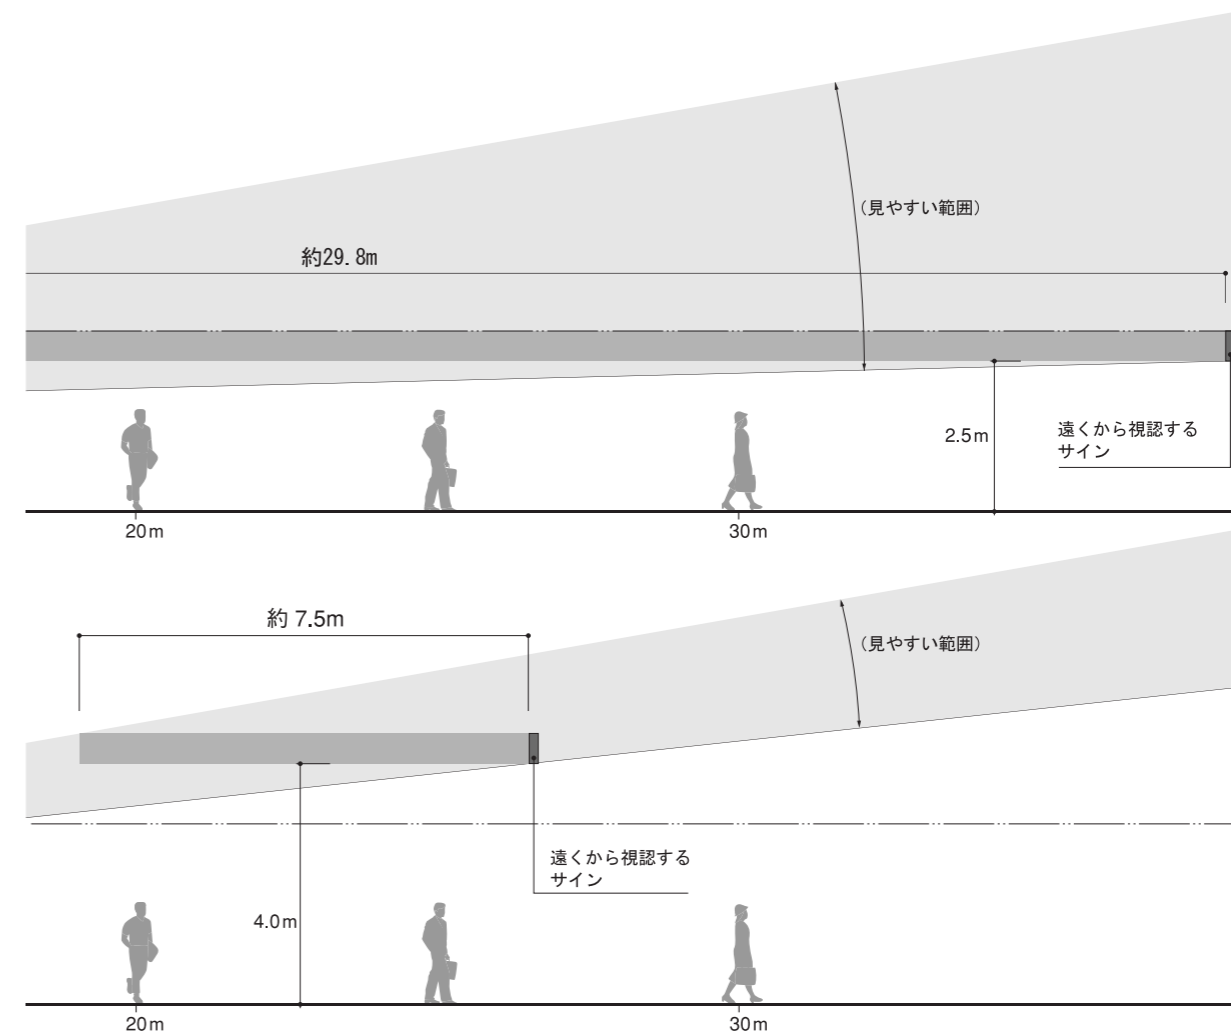 約29.8m
(見やすい範囲)
2.5m
遠くから視認する
サイン
20m
30m
約 7.5m
(見やすい範囲)
遠くから視認する
サイン
4.0m
20m
30m